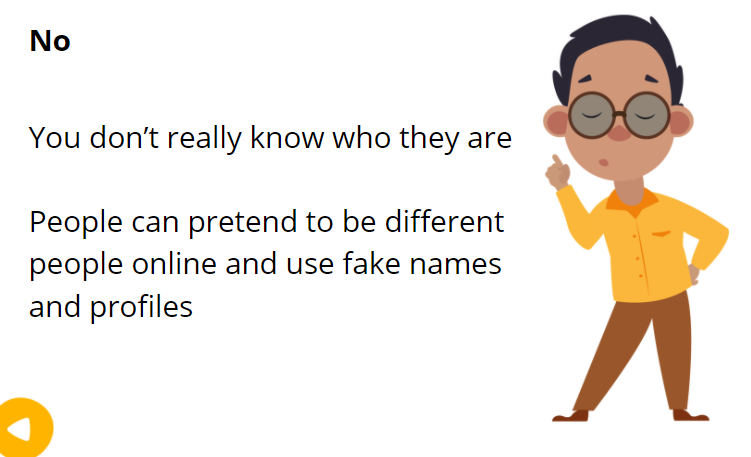 No
You don’t really know who they are
People can pretend to be different
people online and use fake names
and profiles